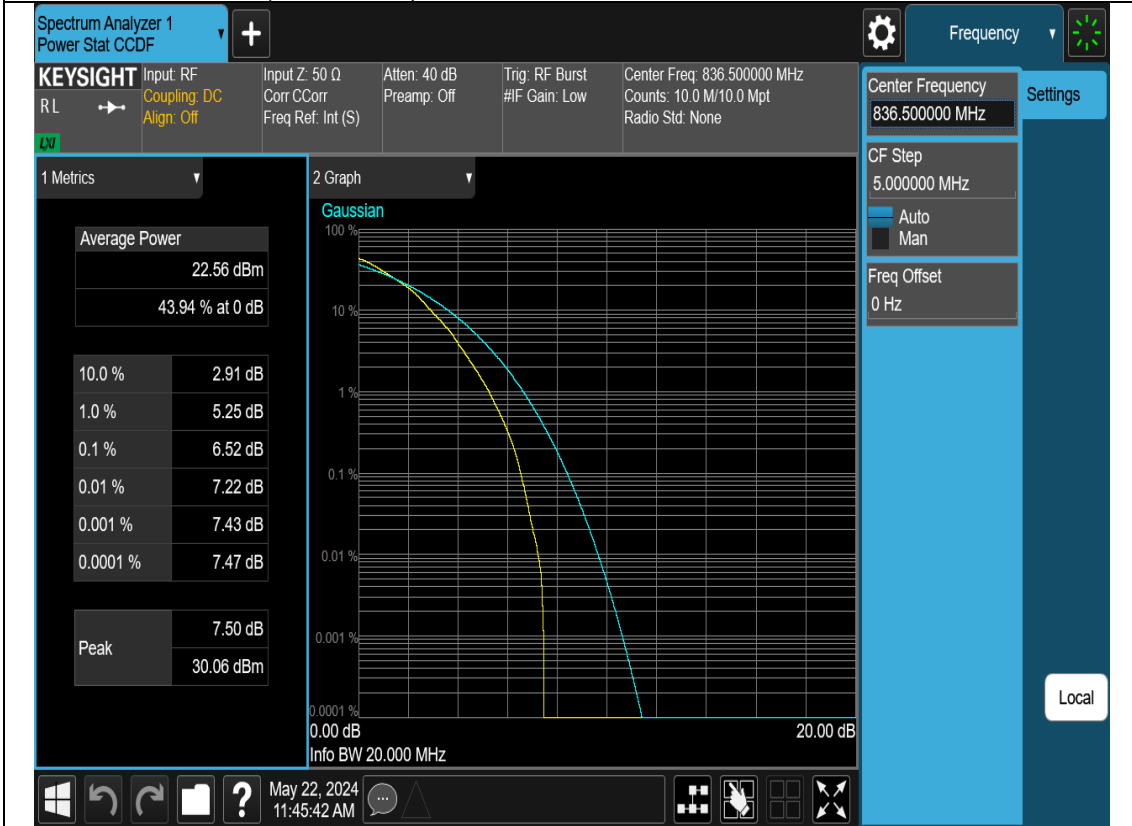 Spectrum Analyzer 1
Power Stat CCDF
+
Frequency
KEYSIGHT
RL
LXI
Input: RF
Coupling: DC
Align: Off
Input Z: 50 Ω
Corr CCorr
Freq Ref: Int (S)
Atten: 40 dB
Preamp: Off
Trig: RF Burst
#IF Gain: Low
Center Freq: 836.500000 MHz
Counts: 10.0 M/10.0 Mpt
Radio Std: None
Center Frequency
836.500000 MHz
Settings
CF Step
5.000000 MHz
Auto
Man
Freq Offset
0 Hz
1 Metrics
Average Power
22.56 dBm
43.94 % at 0 dB
10.0 % 2.91 dB
1.0 % 5.25 dB
0.1 % 6.52 dB
0.01 % 7.22 dB
0.001 % 7.43 dB
0.0001 % 7.47 dB
Peak
7.50 dB
30.06 dBm
2 Graph
Gaussian
100 %
10 %
1 %
0.1 %
0.01 %
0.001 %
0.0001 %
0.00 dB 20.00 dB
Info BW 20.000 MHz
Local
?
May 22, 2024
11:45:42 AM